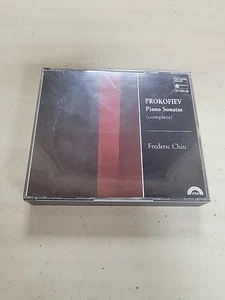 PROKOFIEV
Piano Sonatas
(complete)
Frederic Chiu